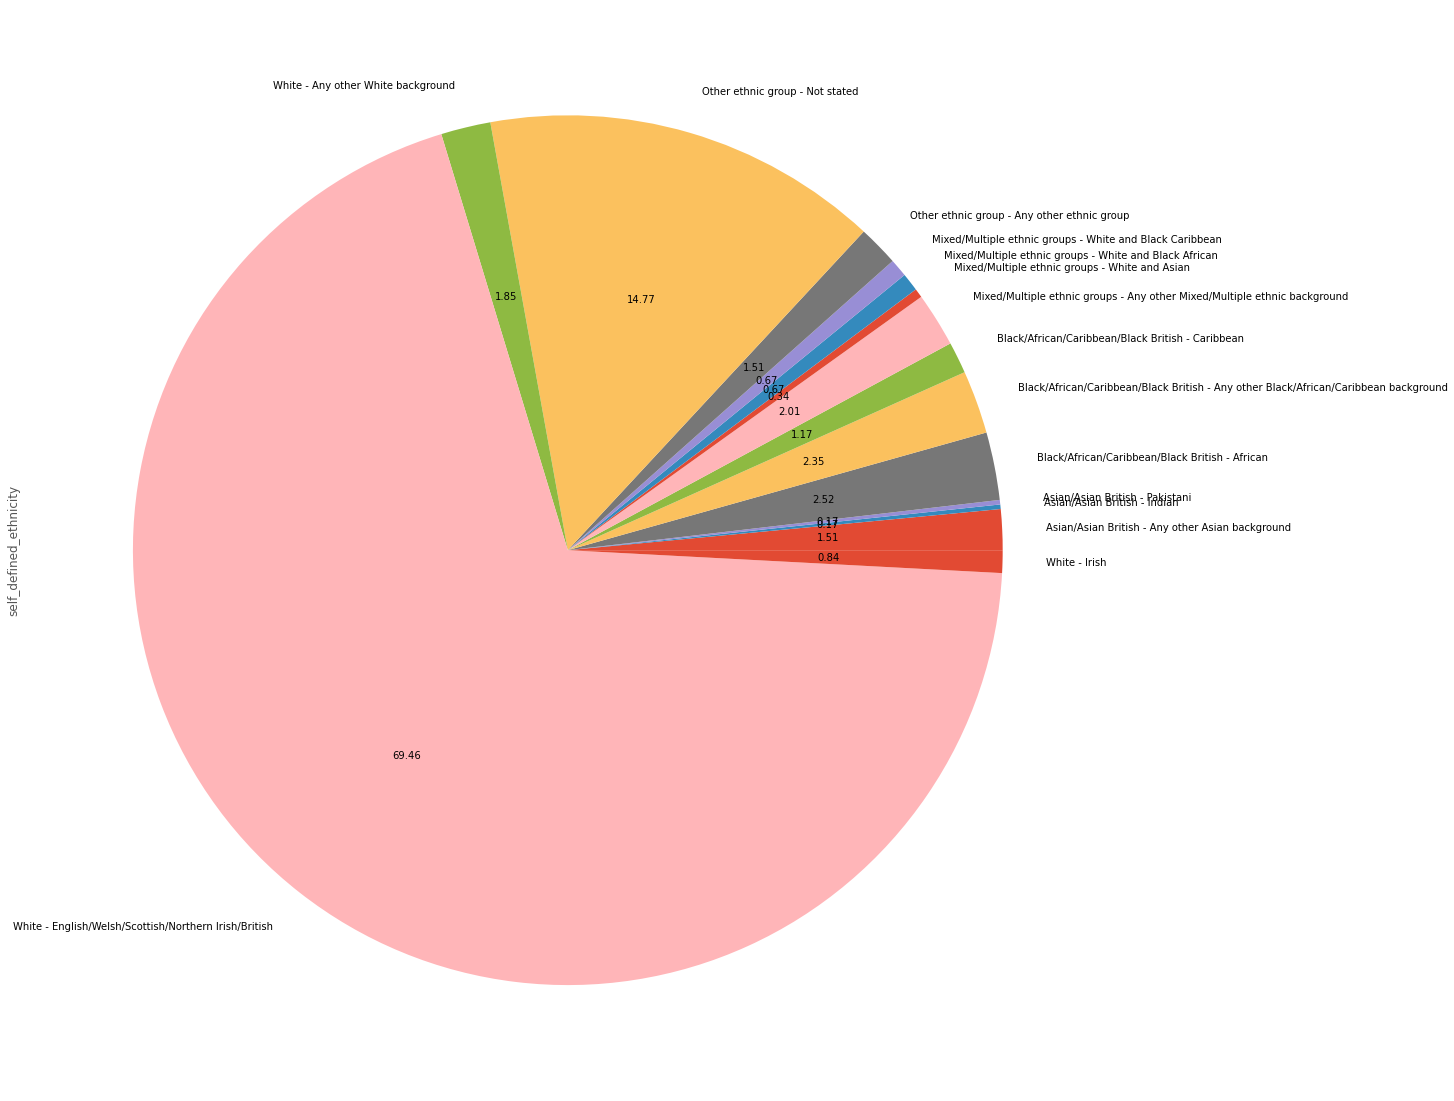 White - Any other White background
Other ethnic group - Not stated
Other ethnic group - Any other ethnic group
Mixed/Multiple ethnic groups - White and Black Caribbean
Mixed/Multiple ethnic groups - White and Black African
Mixed/Multiple ethnic groups - White and Asian
Mixed/Multiple ethnic groups - Any other Mixed/Multiple ethnic background
1.85
14.77
Black/African/Caribbean/Black British - Caribbean
1.51
0.67
0.67
0.34
Black/African/Caribbean/Black British - Any other Black/African/Caribbean background
2.01
1.17
2.35
Black/African/Caribbean/Black British - African
2.52
Asian/Asian British - Pakistani
Asian/Asian British - Indian
0.17
0.17
Asian/Asian British - Any other Asian background
1.51
0.84
White - Irish
self_defined_ethnicity
69.46
White - English/Welsh/Scottish/Northern Irish/British